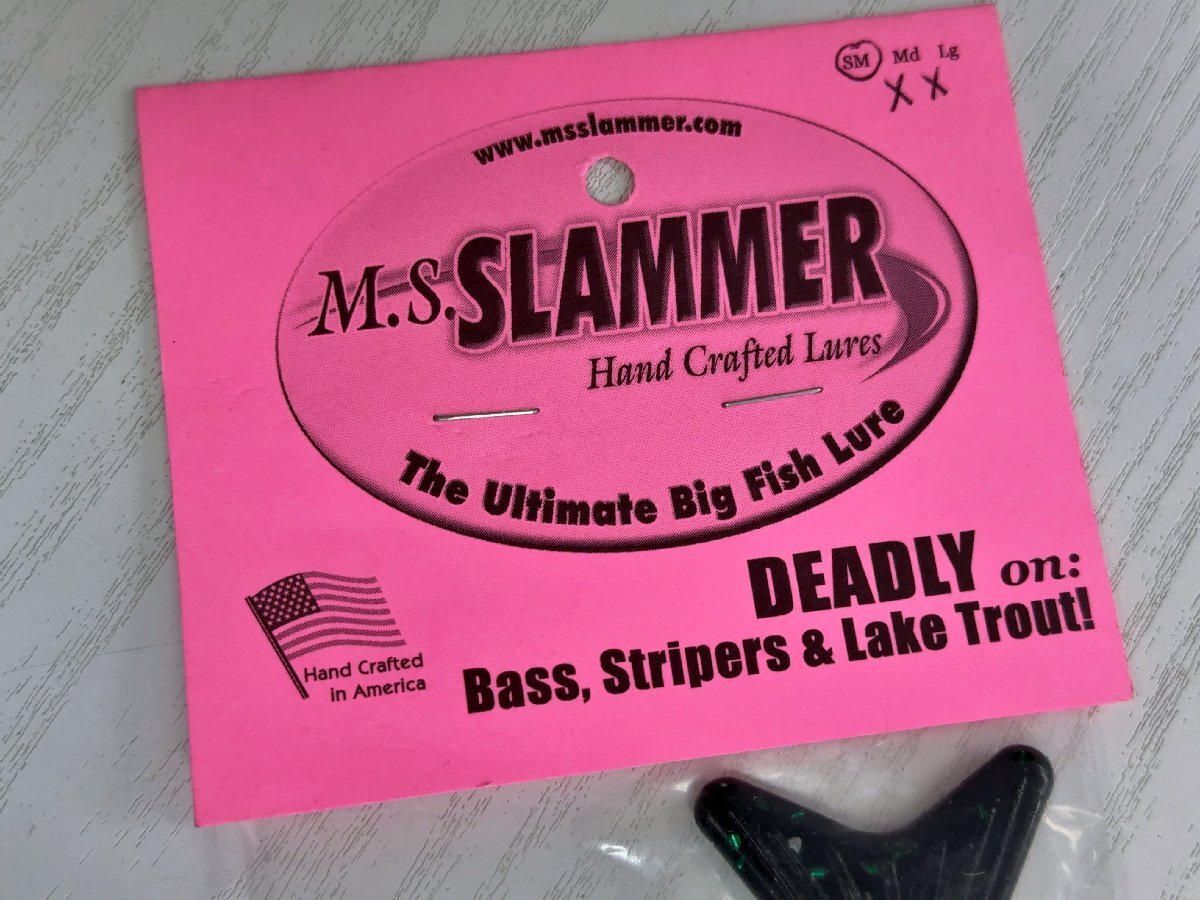 SM Md Lg
X X
www.msslammer.com
M.S. SLAMMER
Hand Crafted Lures
The Ultimate Big Fish Lure
DEADLY on:
Bass, Stripers & Lake Trout!
Hand Crafted
in America